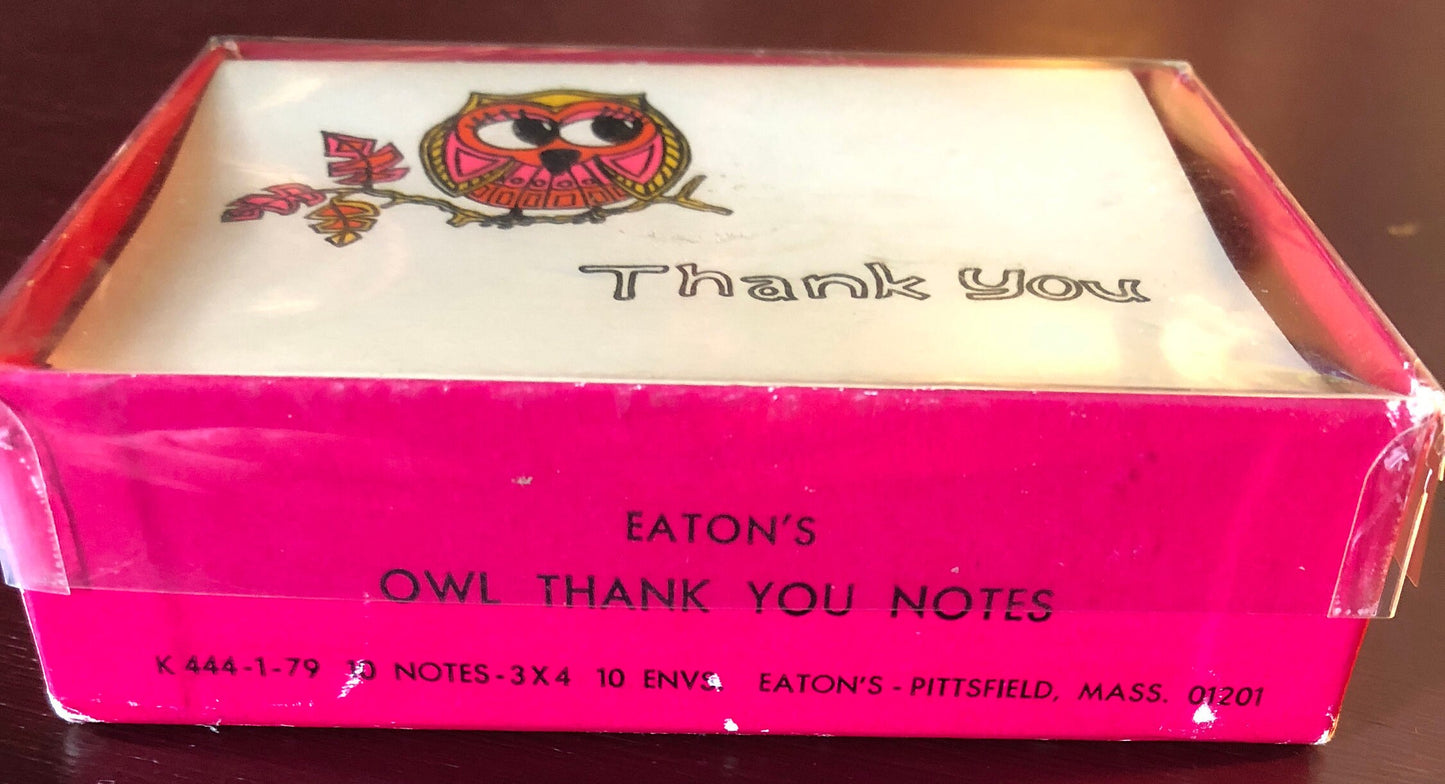 Thank you
EATON'S
OWL THANK YOU NOTES
K 444-1-79 10 NOTES-3X4 10 ENVS. EATON'S - PITTSFIELD, MASS. 01201